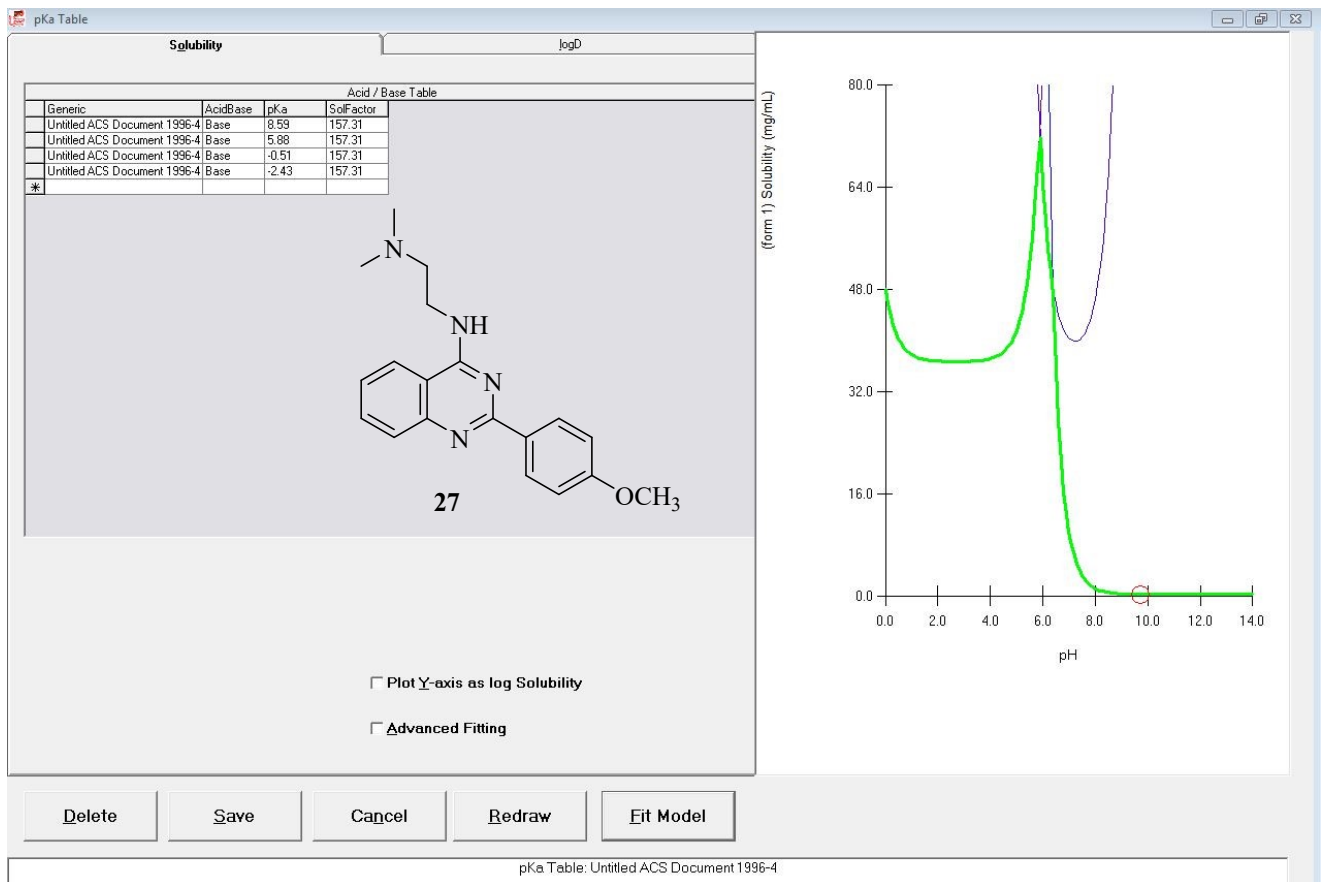 pKa Table
Solubility
logD
Acid / Base Table
Generic AcidBase pKa SolFactor
Untitled ACS Document 1996-4 Base 8.59 157.31
Untitled ACS Document 1996-4 Base 5.88 157.31
Untitled ACS Document 1996-4 Base -0.51 157.31
Untitled ACS Document 1996-4 Base -2.43 157.31
*
N
NH
N
N
OCH3
27
(form 1) Solubility (mg/mL)
80.0
64.0
48.0
32.0
16.0
0.0
0.0 2.0 4.0 6.0 8.0 10.0 12.0 14.0
pH
Plot Y-axis as log Solubility
Advanced Fitting
Delete Save Cancel Redraw Fit Model
pKa Table: Untitled ACS Document 1996-4